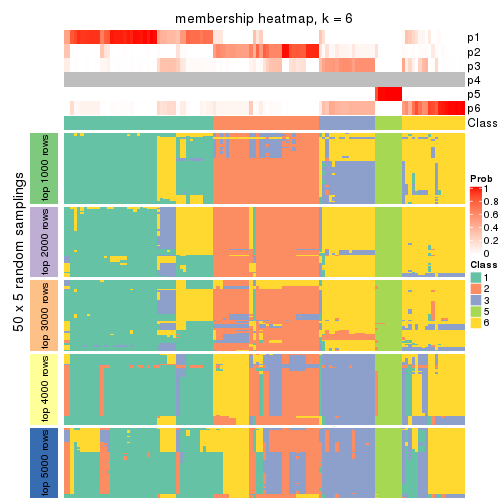 membership heatmap, k = 6
p1
p2
p3
p4
p5
p6
Class
50 x 5 random samplings
top 1000 rows
top 2000 rows
top 3000 rows
top 4000 rows
top 5000 rows
Prob
1
0.8
0.6
0.4
0.2
0
Class
1
2
3
5
6